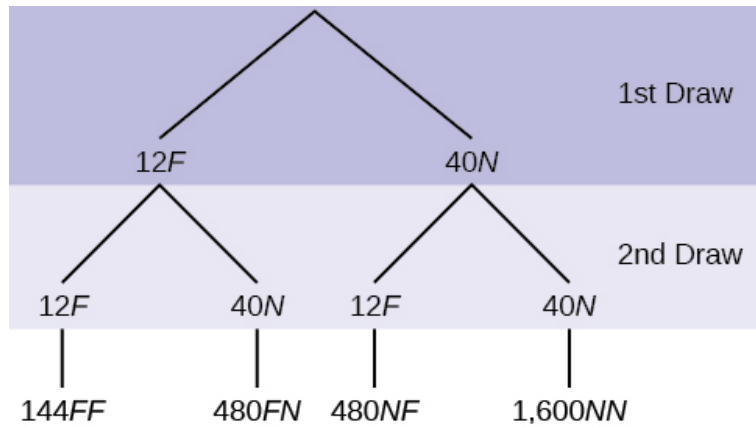 1st Draw
12F 40N
2nd Draw
12F 40N 12F 40N
144FF 480FN 480NF 1,600NN